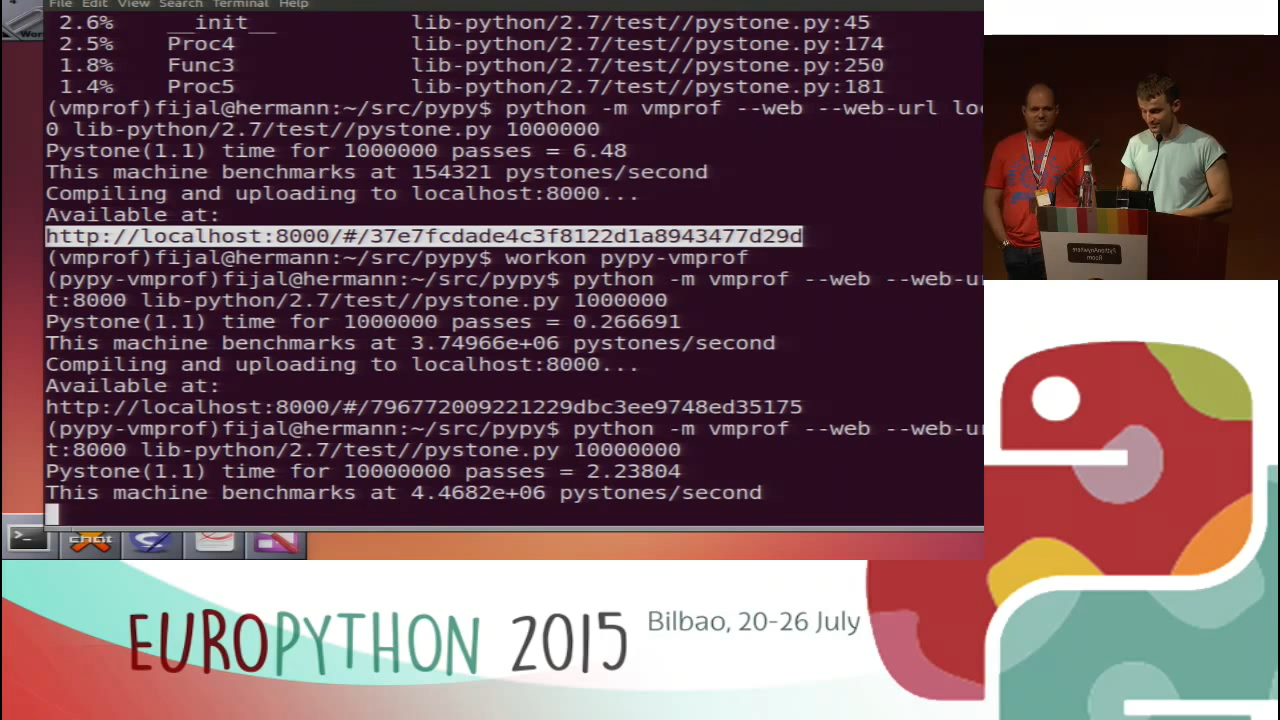 File Edit View Search Terminal Help
2.6% __init__ lib-python/2.7/test//pystone.py:45
2.5% Proc4 lib-python/2.7/test//pystone.py:174
1.8% Func3 lib-python/2.7/test//pystone.py:250
1.4% Proc5 lib-python/2.7/test//pystone.py:181
(vmprof)fijal@hermann:~/src/pypy$ python -m vmprof --web --web-url loc
0 lib-python/2.7/test//pystone.py 1000000
Pystone(1.1) time for 1000000 passes = 6.48
This machine benchmarks at 154321 pystones/second
Compiling and uploading to localhost:8000...
Available at:
http://localhost:8000/#/37e7fcdade4c3f8122d1a8943477d29d
(vmprof)fijal@hermann:~/src/pypy$ workon pypy-vmprof
(pypy-vmprof)fijal@hermann:~/src/pypy$ python -m vmprof --web --web-ur
t:8000 lib-python/2.7/test//pystone.py 1000000
Pystone(1.1) time for 1000000 passes = 0.266691
This machine benchmarks at 3.74966e+06 pystones/second
Compiling and uploading to localhost:8000...
Available at:
http://localhost:8000/#/796772009221229dbc3ee9748ed35175
(pypy-vmprof)fijal@hermann:~/src/pypy$ python -m vmprof --web --web-ur
t:8000 lib-python/2.7/test//pystone.py 10000000
Pystone(1.1) time for 10000000 passes = 2.23804
This machine benchmarks at 4.4682e+06 pystones/second
chat
EUROPYTHON 2015
Bilbao, 20-26 July